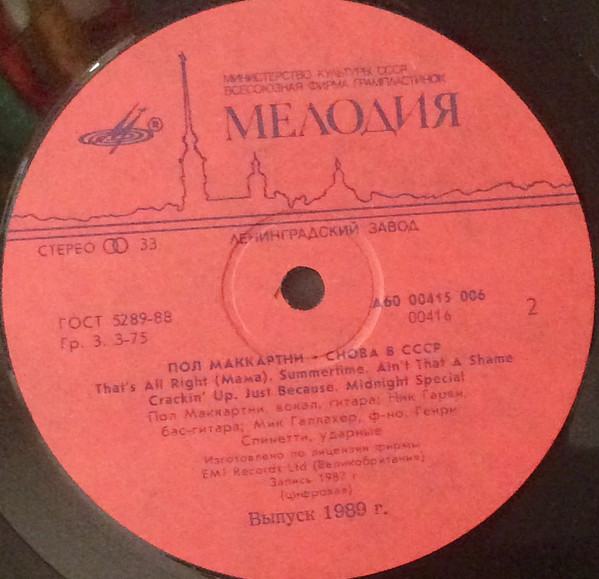 МИНИСТЕРСТВО КУЛЬТУРЫ СССР
ВСЕСОЮЗНАЯ ФИРМА ГРАМПЛАСТИНОК
МЕЛОДИЯ
®
ЛЕНИНГРАДСКИЙ ЗАВОД
СТЕРЕО 33
ГОСТ 5289-88
Гр. 3. 3-75
А60 00415 006
00416
2
ПОЛ МАККАРТНИ - СНОВА В СССР
That's All Right (Мама). Summertime. Ain't That A Shame
Crackin' Up. Just Because. Midnight Special
Пол Маккартни, вокал, гитара; Ник Гарви,
бас-гитара; Мик Галлахер, ф-но, Генри
Спинетти, ударные
Изготовлено по лицензии фирмы
EMI Records Ltd (Великобритания)
Запись 1987 г.
(цифровая)
Выпуск 1989 г.